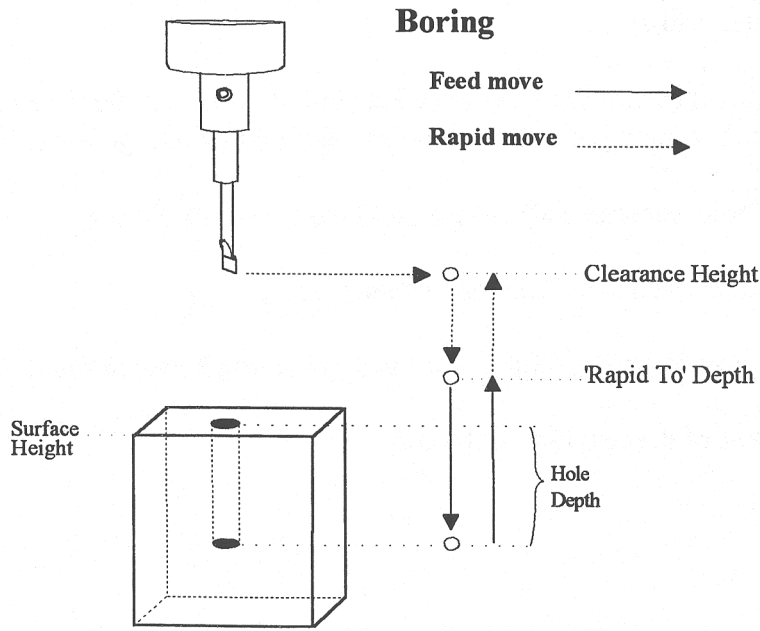 Boring
Feed move
Rapid move
Clearance Height
'Rapid To' Depth
Surface
Height
Hole
Depth